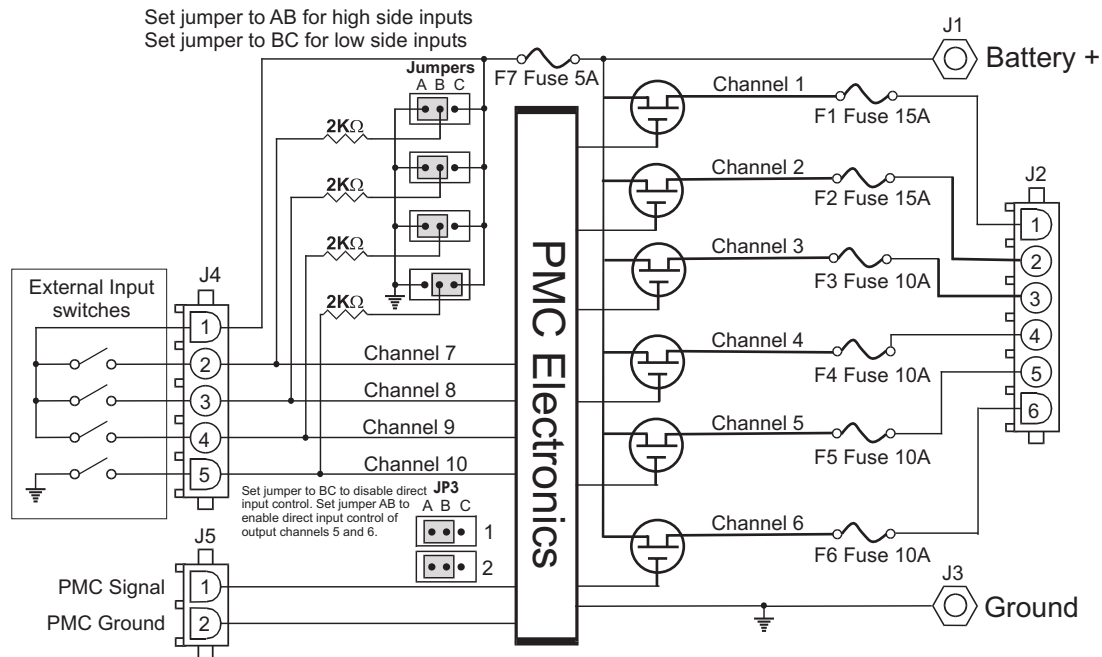 Set jumper to AB for high side inputs
Set jumper to BC for low side inputs
Jumpers
A B C
F7 Fuse 5A
J1
Battery +
2KΩ
2KΩ
2KΩ
2KΩ
Channel 1
F1 Fuse 15A
Channel 2
F2 Fuse 15A
Channel 3
F3 Fuse 10A
Channel 4
F4 Fuse 10A
Channel 5
F5 Fuse 10A
Channel 6
F6 Fuse 10A
J2
1
2
3
4
5
6
PMC Electronics
External Input
switches
J4
1
2
3
4
5
Channel 7
Channel 8
Channel 9
Channel 10
Set jumper to BC to disable direct
input control. Set jumper AB to
enable direct input control of
output channels 5 and 6.
JP3
A B C
1
2
J5
PMC Signal
1
PMC Ground
2
J3
Ground